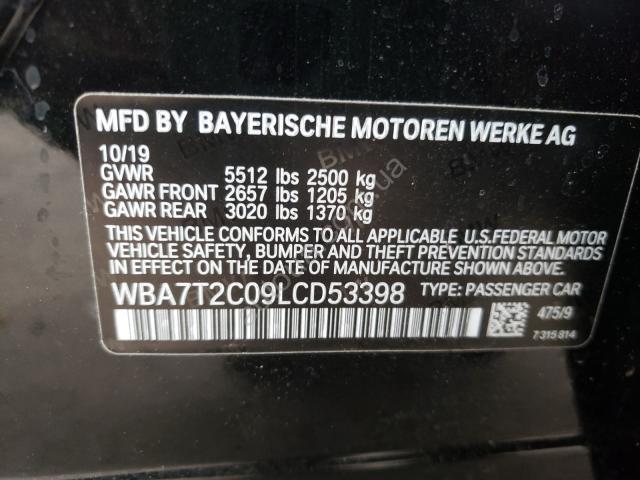 MFD BY BAYERISCHE MOTOREN WERKE AG
10/19
GVWR 5512 lbs 2500 kg
GAWR FRONT 2657 lbs 1205 kg
GAWR REAR 3020 lbs 1370 kg
THIS VEHICLE CONFORMS TO ALL APPLICABLE U.S.FEDERAL MOTOR
VEHICLE SAFETY, BUMPER AND THEFT PREVENTION STANDARDS
IN EFFECT ON THE DATE OF MANUFACTURE SHOWN ABOVE.
WBA7T2C09LCD53398 TYPE: PASSENGER CAR
475/9
7 315 814